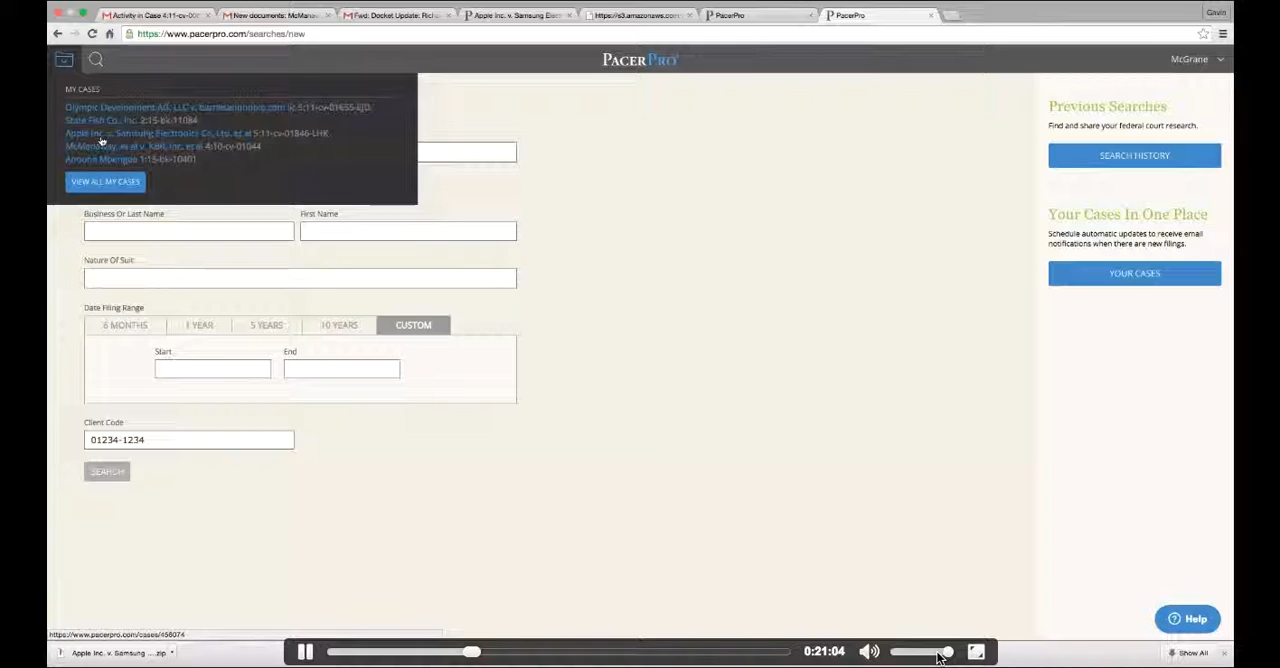 Activity in Case 4:11-cv-00
New documents: McMana
Fwd: Docket Update: Rich
Apple Inc. v. Samsung Elect
https://s3.amazonaws.com
PacerPro
PacerPro
Gavin
https://www.pacerpro.com/searches/new
PACERPRO
McGrane
MY CASES
Olympic Development AG, LLC v. barnesandnoble.com llc 5:11-cv-01655-EJD
State Fish Co., Inc. 2:15-bk-11084
Apple Inc. v. Samsung Electronics Co. Ltd. et al 5:11-cv-01846-LHK
McManaway, et al v. KBR, Inc. et al 4:10-cv-01044
1:15-bk-10401
VIEW ALL MY CASES
Previous Searches
Find and share your federal court research.
SEARCH HISTORY
Business Or Last Name
First Name
Your Cases In One Place
Schedule automatic updates to receive email
notifications when there are new filings.
YOUR CASES
Nature Of Suit
Date Filing Range
6 MONTHS
1 YEAR
5 YEARS
10 YEARS
CUSTOM
Start
End
Client Code
01234-1234
SEARCH
Help
https://www.pacerpro.com/cases/456074
Apple Inc. v. Samsung ....zip
0:21:04
Show All